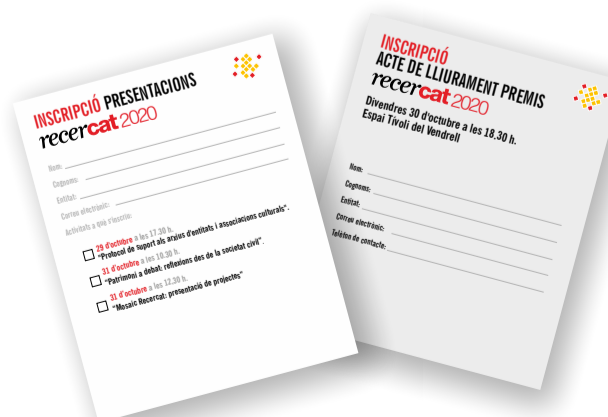 INSCRIPCIÓ PRESENTACIONS
recercat 2020
Nom:
Cognoms:
Entitat:
Correu electrònic:
Activitats a què s'inscriu:
29 d'octubre a les 17.30 h.
"Protocol de suport als arxius d'entitats i associacions culturals".
31 d'octubre a les 10.30 h.
"Patrimoni a debat: reflexions des de la societat civil".
31 d'octubre a les 12.30 h.
"Mosaic Recercat: presentació de projectes"
INSCRIPCIÓ
ACTE DE LLIURAMENT PREMIS
recercat 2020
Divendres 30 d'octubre a les 18.30 h.
Espai Tívoli del Vendrell
Nom:
Cognoms:
Entitat:
Correu electrònic:
Telèfon de contacte: